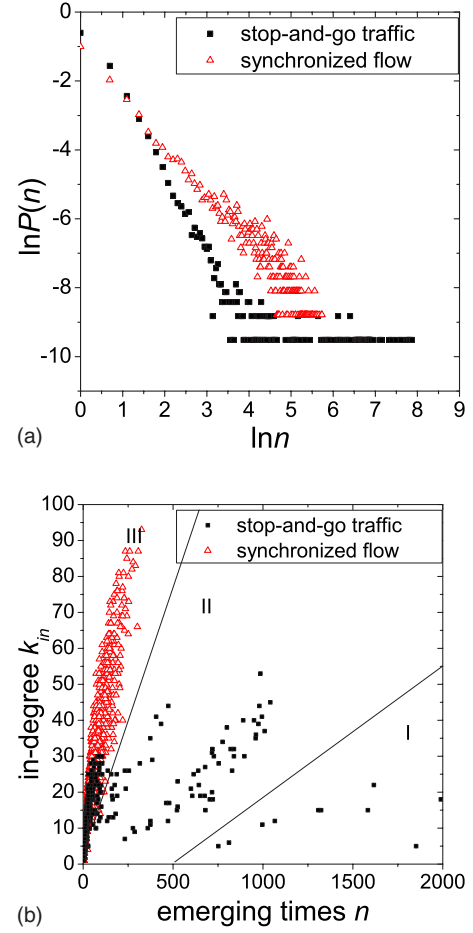 stop-and-go traffic
synchronized flow
lnP(n)
0
-2
-4
-6
-8
-10
0 1 2 3 4 5 6 7 8 9
(a)
lnn
stop-and-go traffic
synchronized flow
in-degree k_in
100
90
80
70
60
50
40
30
20
10
0
III
II
I
0 500 1000 1500 2000
(b)
emerging times n